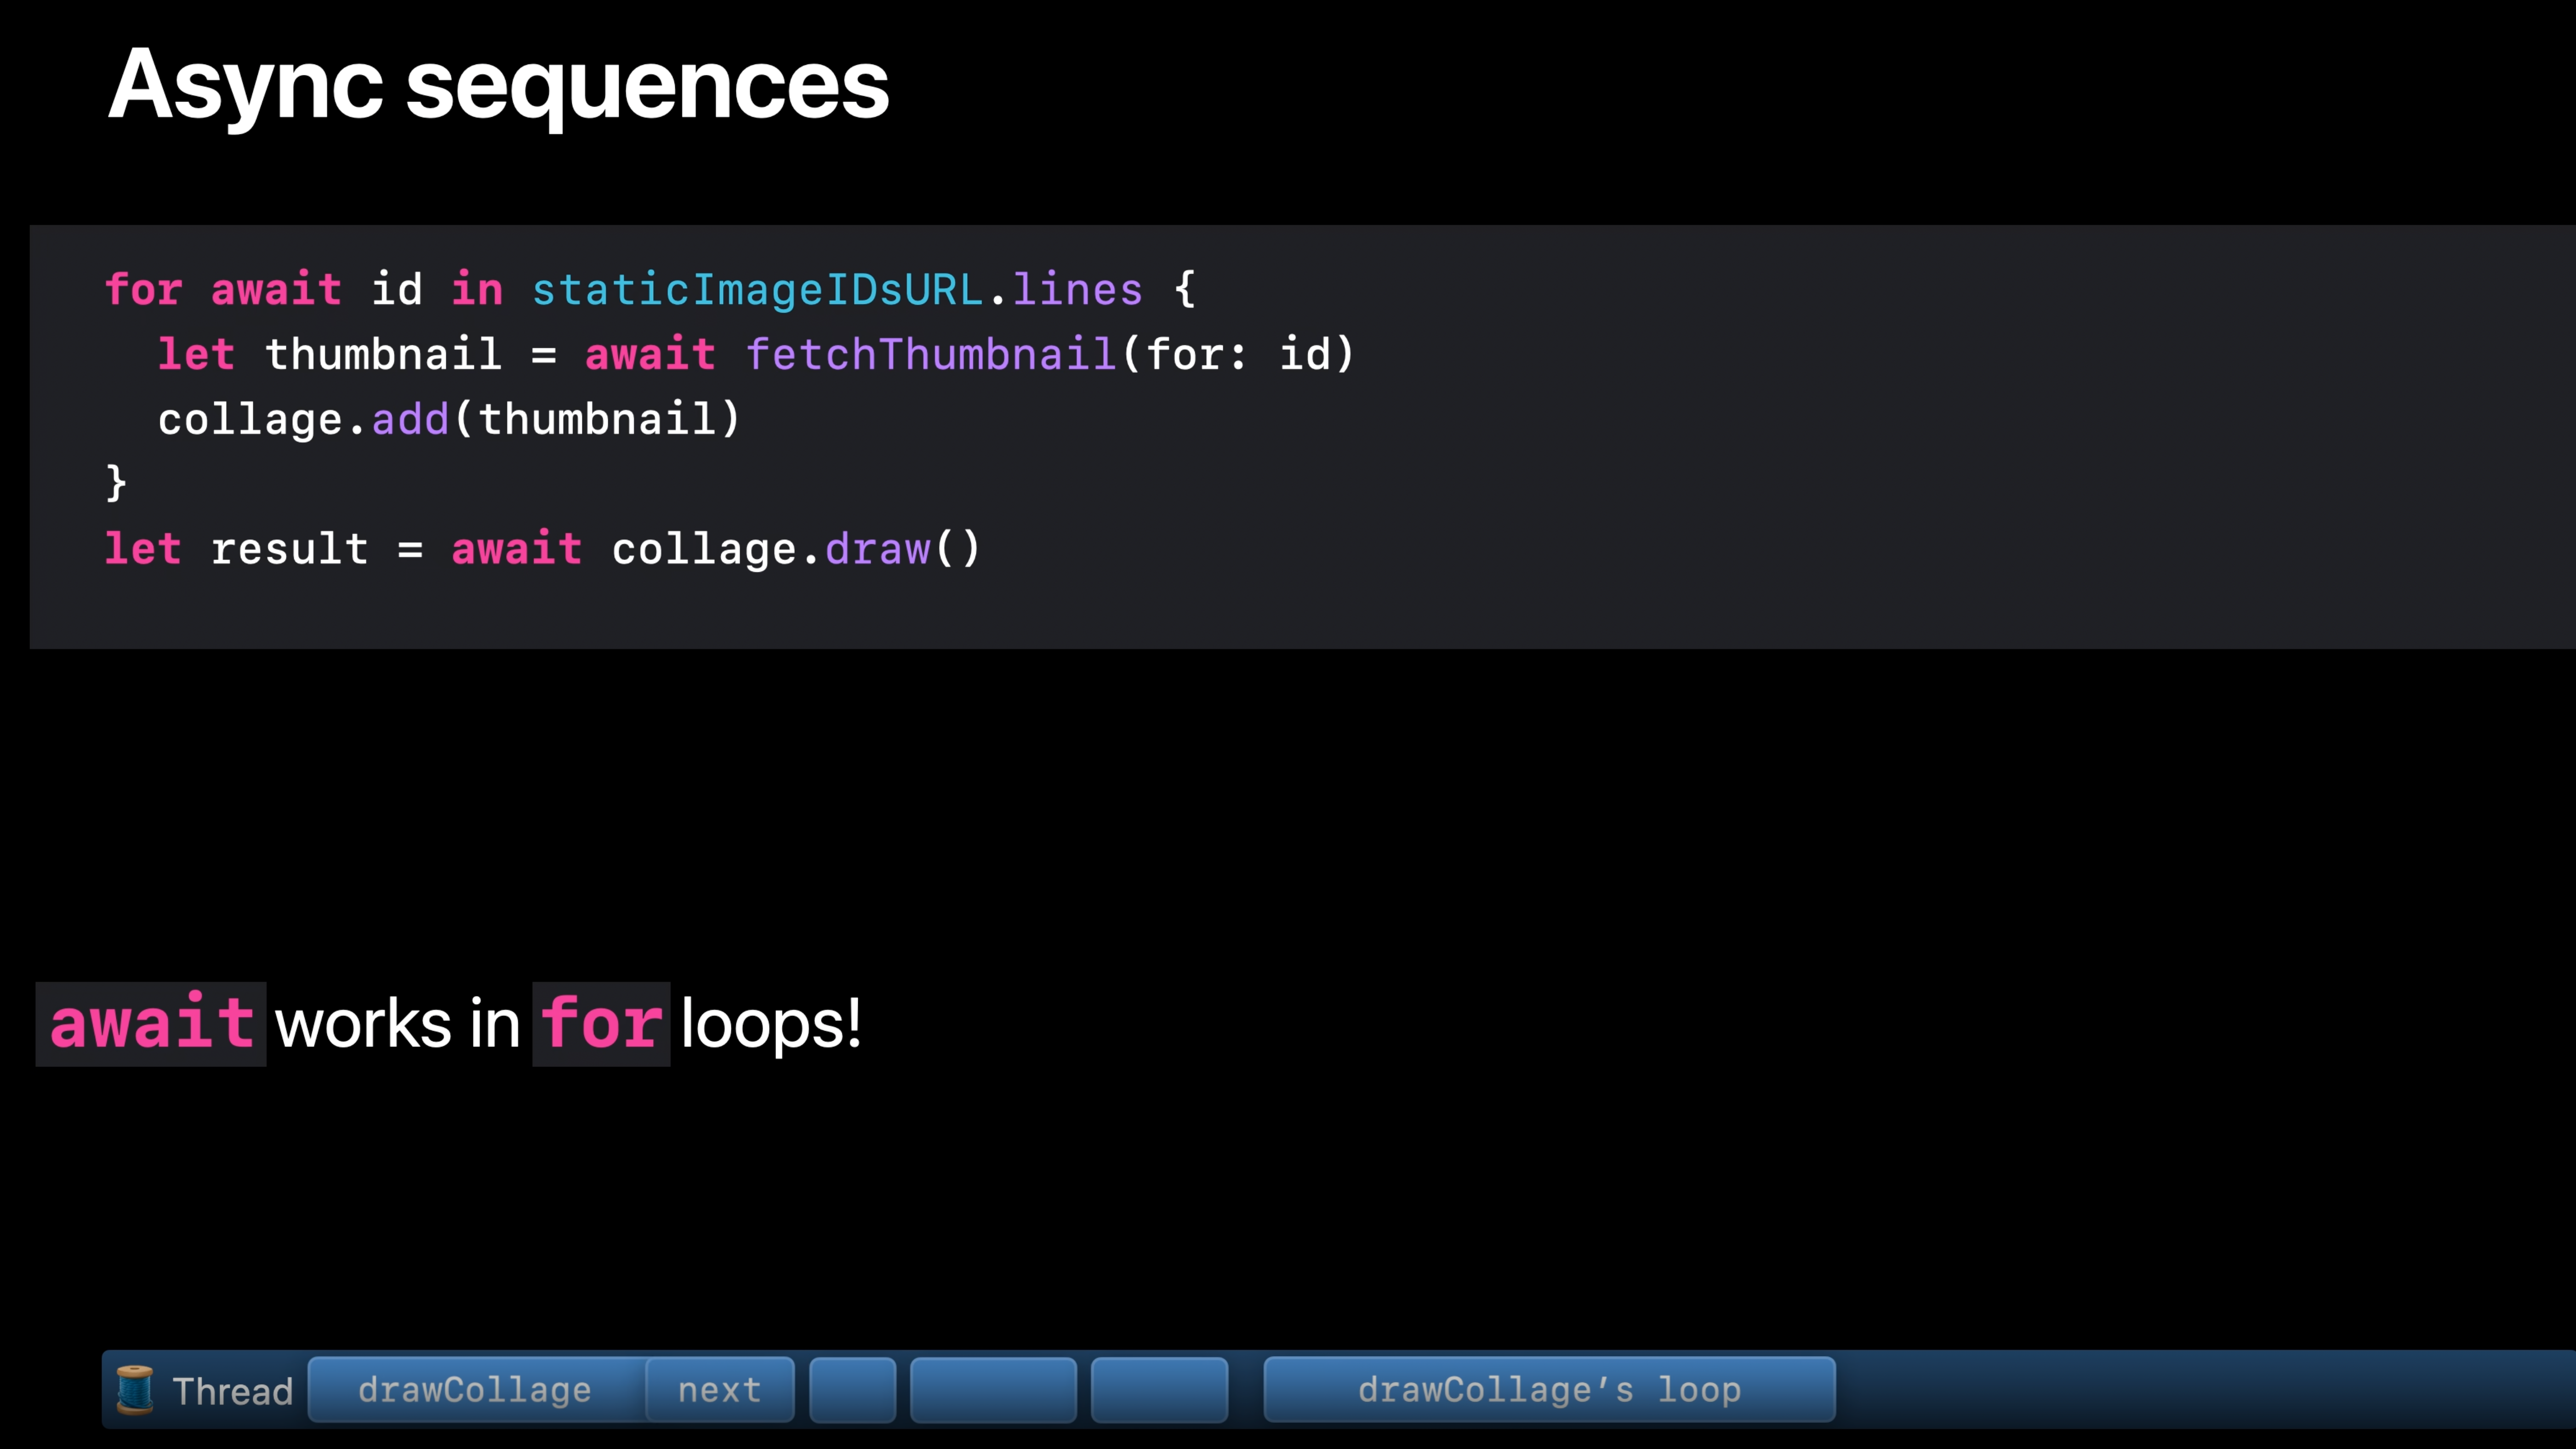 Async sequences
for await id in staticImageIDsURL.lines {
  let thumbnail = await fetchThumbnail(for: id)
  collage.add(thumbnail)
}
let result = await collage.draw()
await works in for loops!
Thread drawCollage next drawCollage’s loop